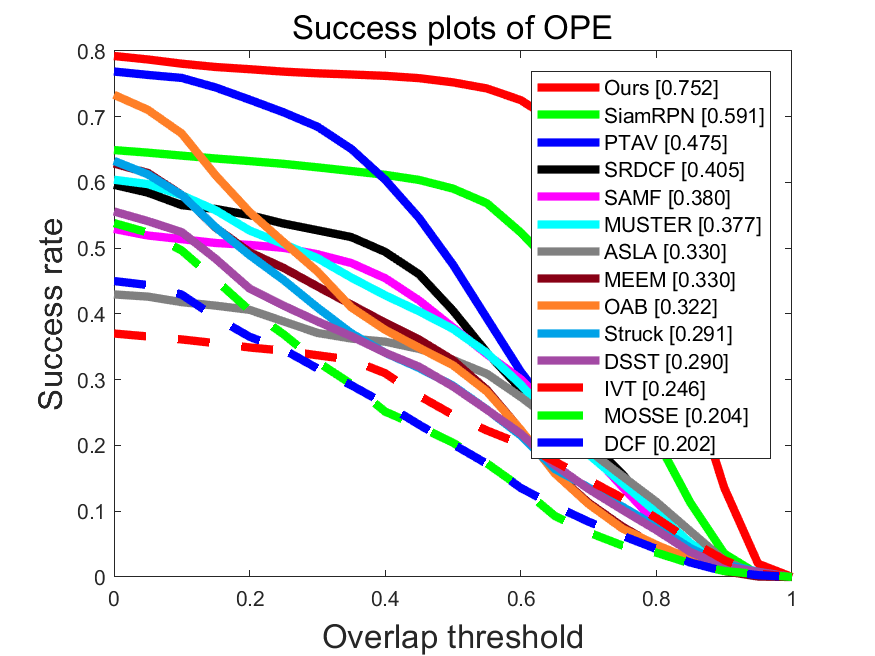 Success plots of OPE
0.8
0.7
0.6
0.5
0.4
0.3
0.2
0.1
0
Success rate
Ours [0.752]
SiamRPN [0.591]
PTAV [0.475]
SRDCF [0.405]
SAMF [0.380]
MUSTER [0.377]
ASLA [0.330]
MEEM [0.330]
OAB [0.322]
Struck [0.291]
DSST [0.290]
IVT [0.246]
MOSSE [0.204]
DCF [0.202]
0 0.2 0.4 0.6 0.8 1
Overlap threshold